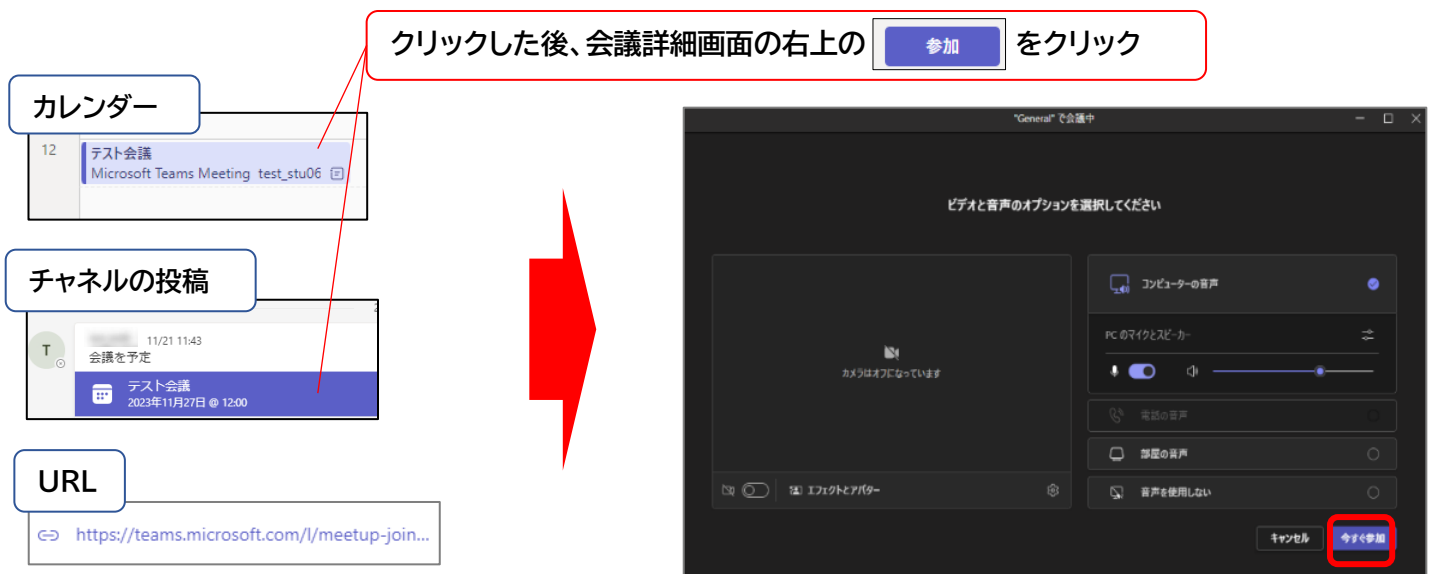 クリックした後、会議詳細画面の右上の 参加 をクリック
カレンダー
12
テスト会議
Microsoft Teams Meeting test_stu06
チャネルの投稿
T
11/21 11:43
会議を予定
テスト会議
2023年11月27日 @ 12:00
URL
https://teams.microsoft.com/l/meetup-join...
"General" で会議中
ビデオと音声のオプションを選択してください
カメラはオフになっています
エフェクトとアバター
コンピューターの音声
PC のマイクとスピーカー
電話の音声
部屋の音声
音声を使用しない
キャンセル
今すぐ参加